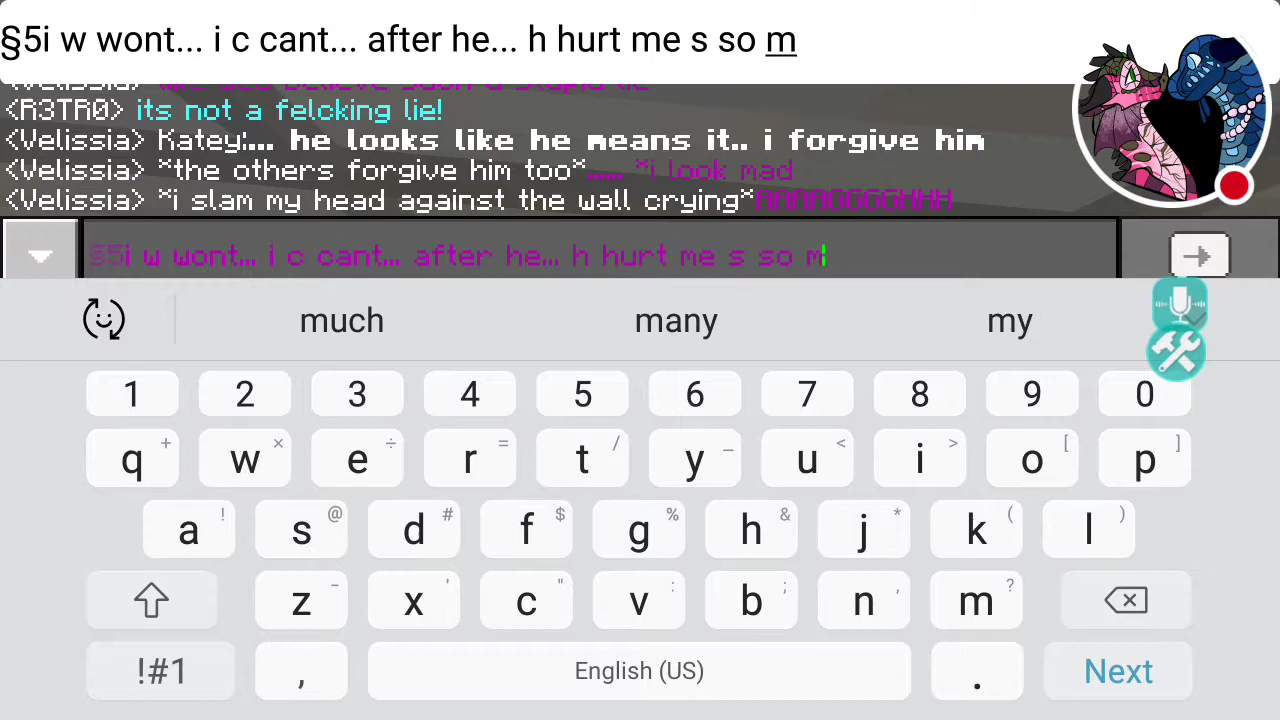 §5i w wont... i c cant... after he... h hurt me s so m
<R3TR0> its not a felcking lie!
<Velissia> Katey:... he looks like he means it.. i forgive him
<Velissia> *the others forgive him too*...... *i look mad
<Velissia> *i slam my head against the wall crying*AAAAOGGGHHH
§5i w wont... i c cant... after he... h hurt me s so m
much many my
1 2 3 4 5 6 7 8 9 0
q + w × e ÷ r = t / y _ u < i > o [ p ]
a ! s @ d # f $ g % h & j * k ( l )
z - x ' c " v : b ; n , m ?
!#1 , English (US) . Next